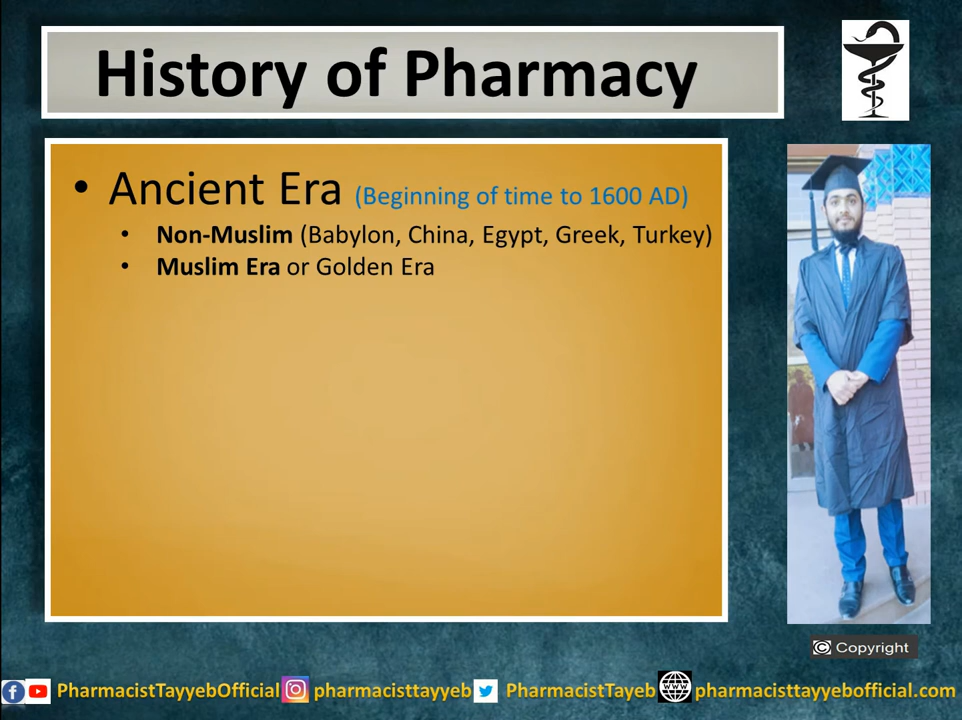 History of Pharmacy
• Ancient Era (Beginning of time to 1600 AD)
• Non-Muslim (Babylon, China, Egypt, Greek, Turkey)
• Muslim Era or Golden Era
© Copyright
PharmacistTayyebOfficial pharmacisttayyeb PharmacistTayeb pharmacisttayyebofficial.com